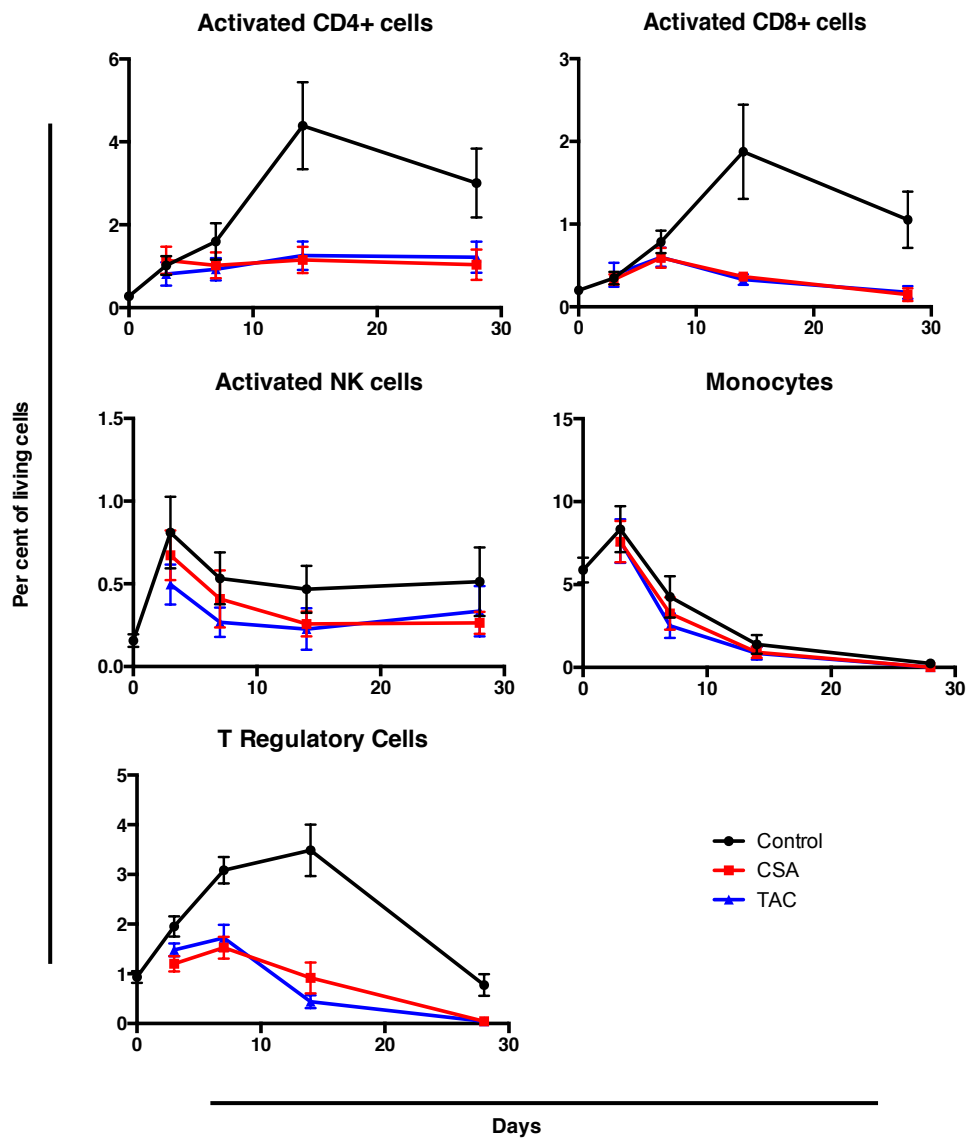 Activated CD4+ cells
6
4
2
0
0 10 20 30
Activated CD8+ cells
3
2
1
0
0 10 20 30
Activated NK cells
1.5
1.0
0.5
0.0
0 10 20 30
Monocytes
15
10
5
0
0 10 20 30
T Regulatory Cells
5
4
3
2
1
0
0 10 20 30
Control
CSA
TAC
Per cent of living cells
Days